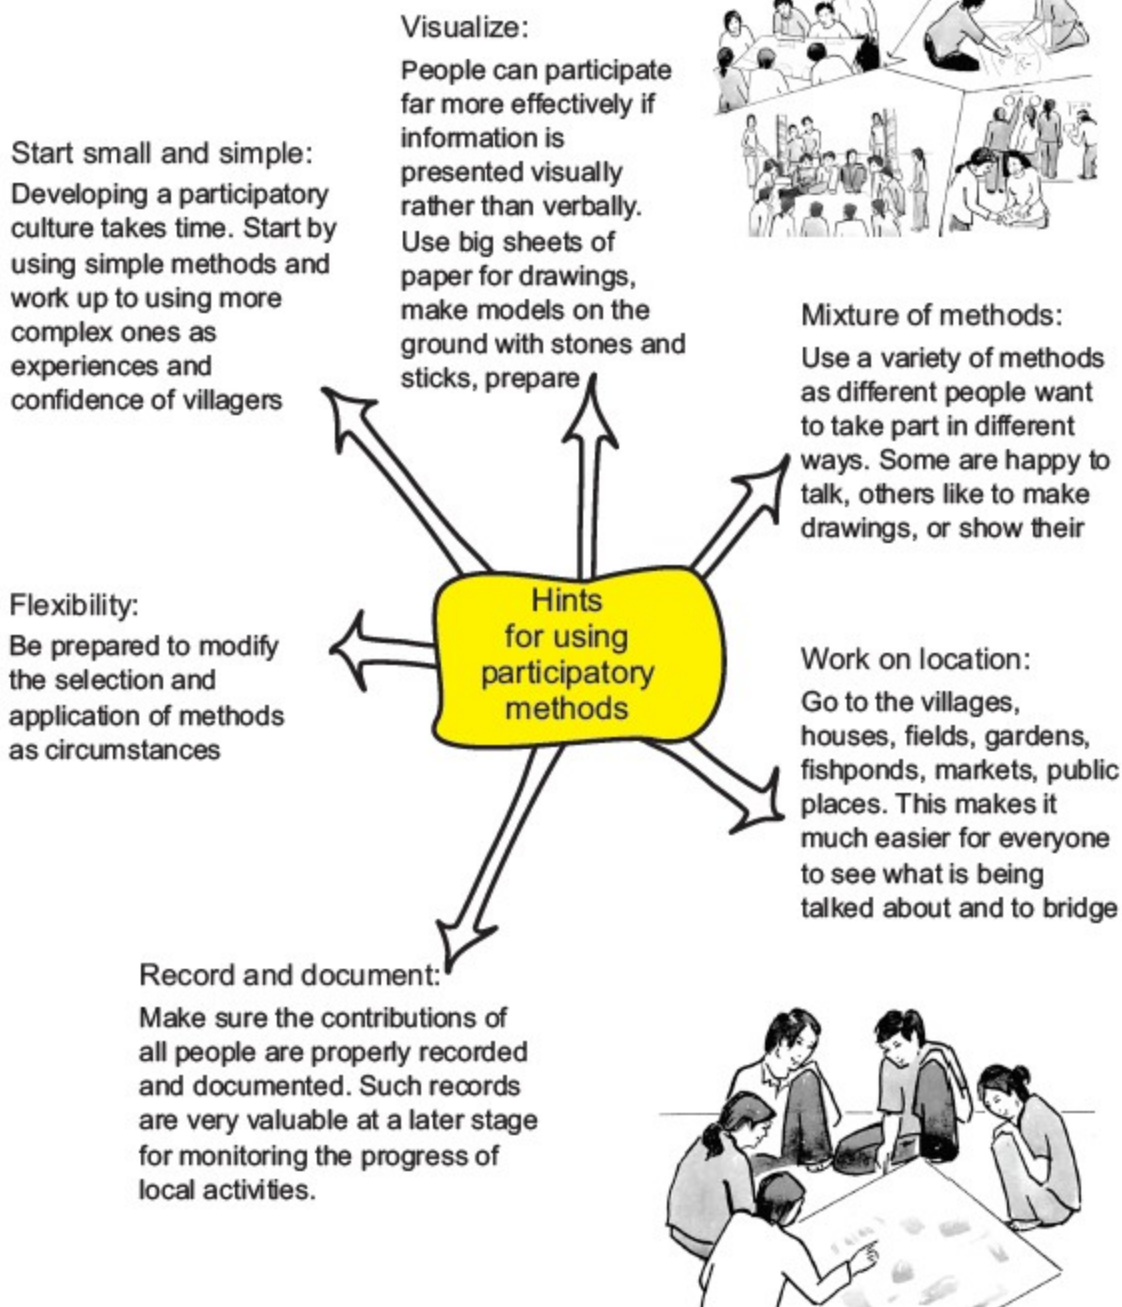 Visualize:
People can participate
far more effectively if
information is
presented visually
rather than verbally.
Use big sheets of
paper for drawings,
make models on the
ground with stones and
sticks, prepare
Start small and simple:
Developing a participatory
culture takes time. Start by
using simple methods and
work up to using more
complex ones as
experiences and
confidence of villagers
Mixture of methods:
Use a variety of methods
as different people want
to take part in different
ways. Some are happy to
talk, others like to make
drawings, or show their
Hints
for using
participatory
methods
Flexibility:
Be prepared to modify
the selection and
application of methods
as circumstances
Work on location:
Go to the villages,
houses, fields, gardens,
fishponds, markets, public
places. This makes it
much easier for everyone
to see what is being
talked about and to bridge
Record and document:
Make sure the contributions of
all people are properly recorded
and documented. Such records
are very valuable at a later stage
for monitoring the progress of
local activities.